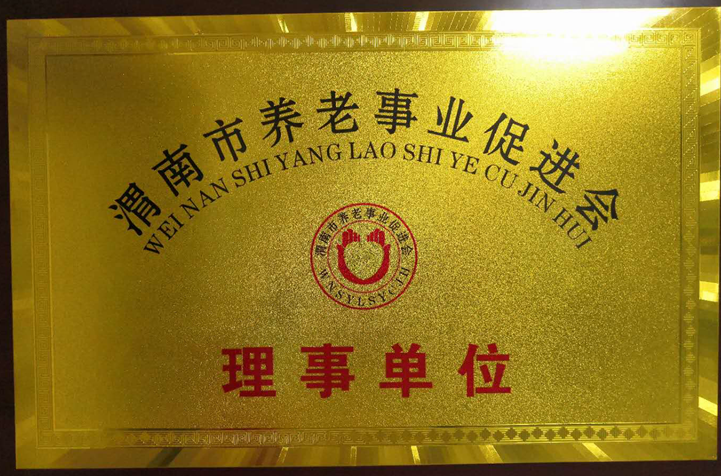 渭南市养老事业促进会
WEI NAN SHI YANG LAO SHI YE CU JIN HUI
渭南市养老事业促进会
WNSYLSYCJH
理事单位